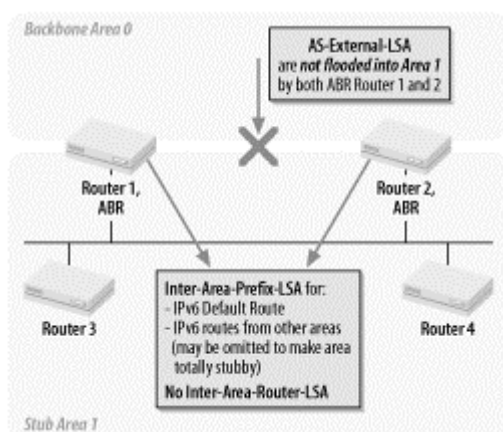 Backbone Area 0
AS-External-LSA
are not flooded into Area 1
by both ABR Router 1 and 2
Router 1,
ABR
Router 2,
ABR
Router 3
Inter-Area-Prefix-LSA for:
- IPv6 Default Route
- IPv6 routes from other areas
(may be omitted to make area
totally stubby)
No Inter-Area-Router-LSA
Router 4
Stub Area 1